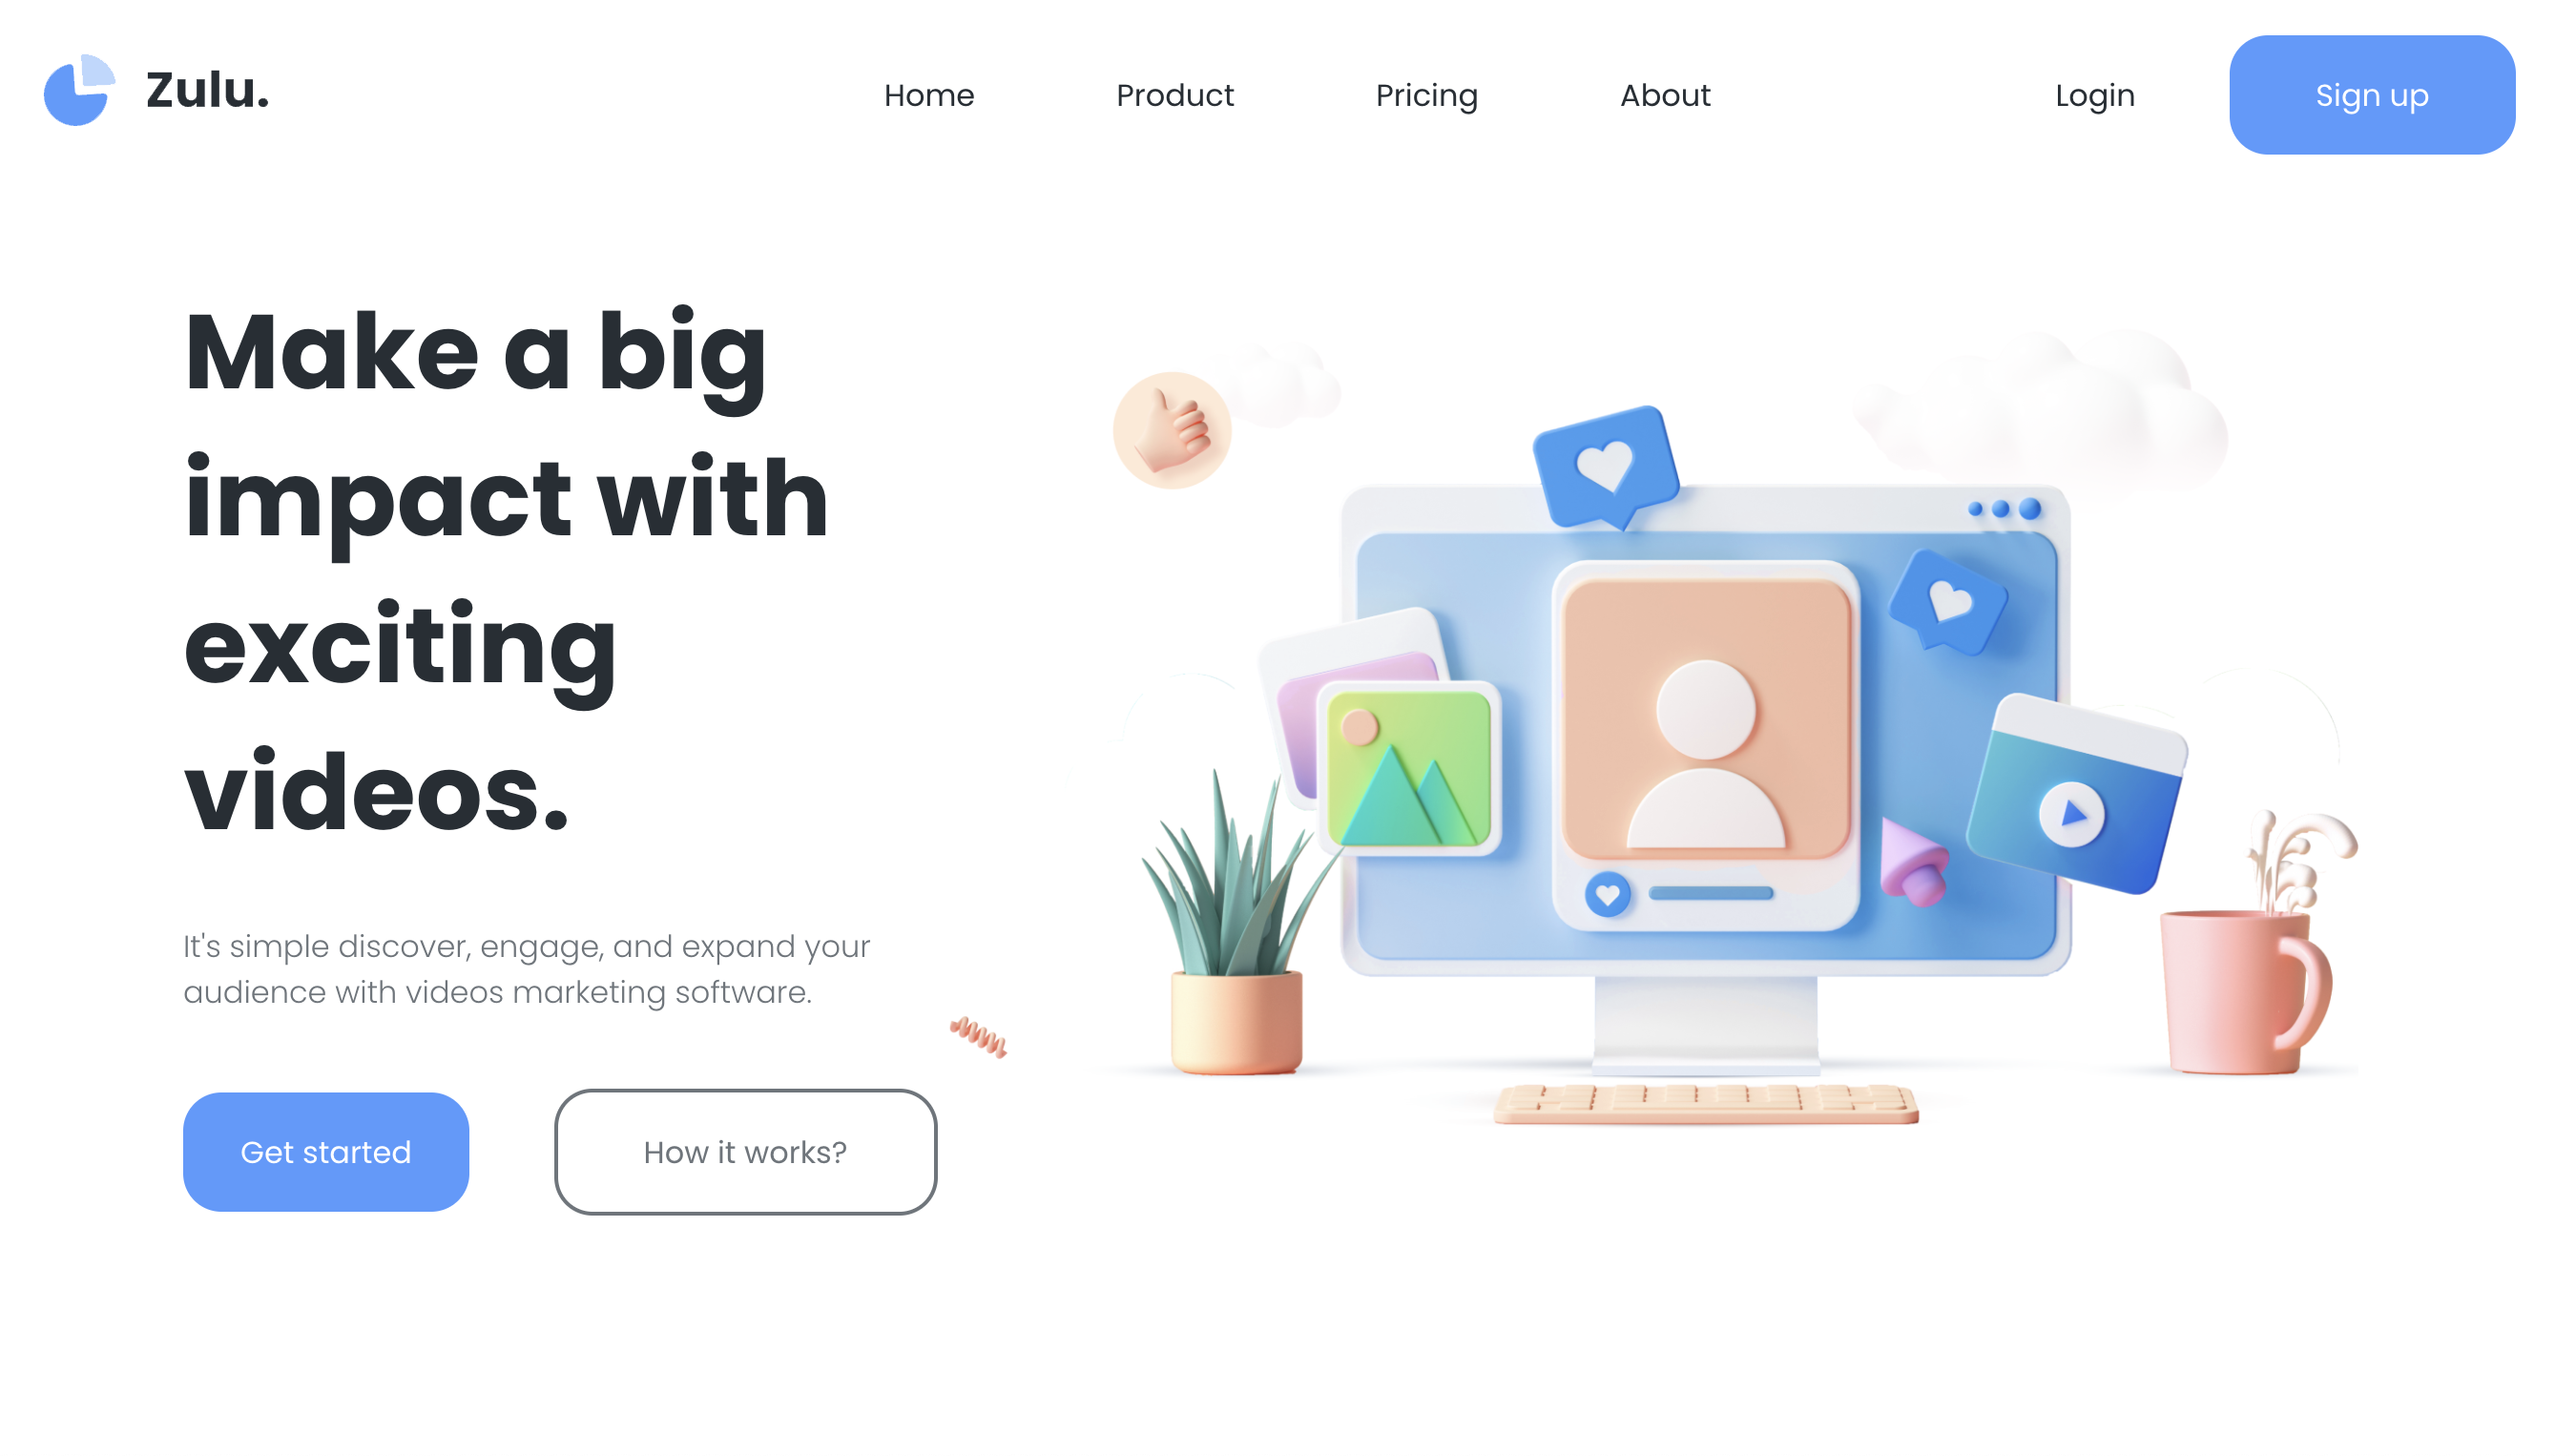 Zulu.
Home
Product
Pricing
About
Login
Sign up
Make a big
impact with
exciting
videos.
It's simple discover, engage, and expand your
audience with videos marketing software.
Get started
How it works?